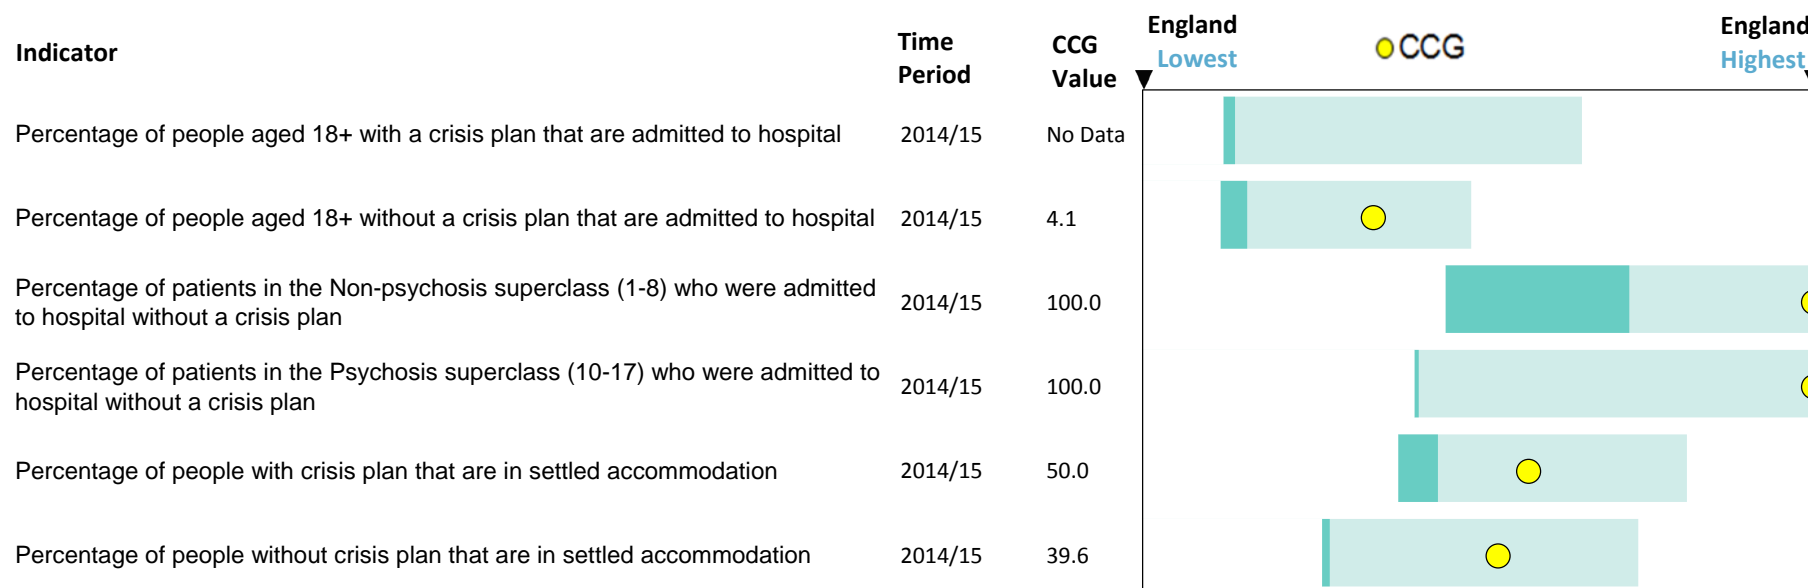 Indicator
Time Period
CCG Value
England Lowest
CCG
England Highest
Percentage of people aged 18+ with a crisis plan that are admitted to hospital 2014/15 No Data
Percentage of people aged 18+ without a crisis plan that are admitted to hospital 2014/15 4.1
Percentage of patients in the Non-psychosis superclass (1-8) who were admitted
to hospital without a crisis plan
2014/15 100.0
Percentage of patients in the Psychosis superclass (10-17) who were admitted to
hospital without a crisis plan
2014/15 100.0
Percentage of people with crisis plan that are in settled accommodation 2014/15 50.0
Percentage of people without crisis plan that are in settled accommodation 2014/15 39.6